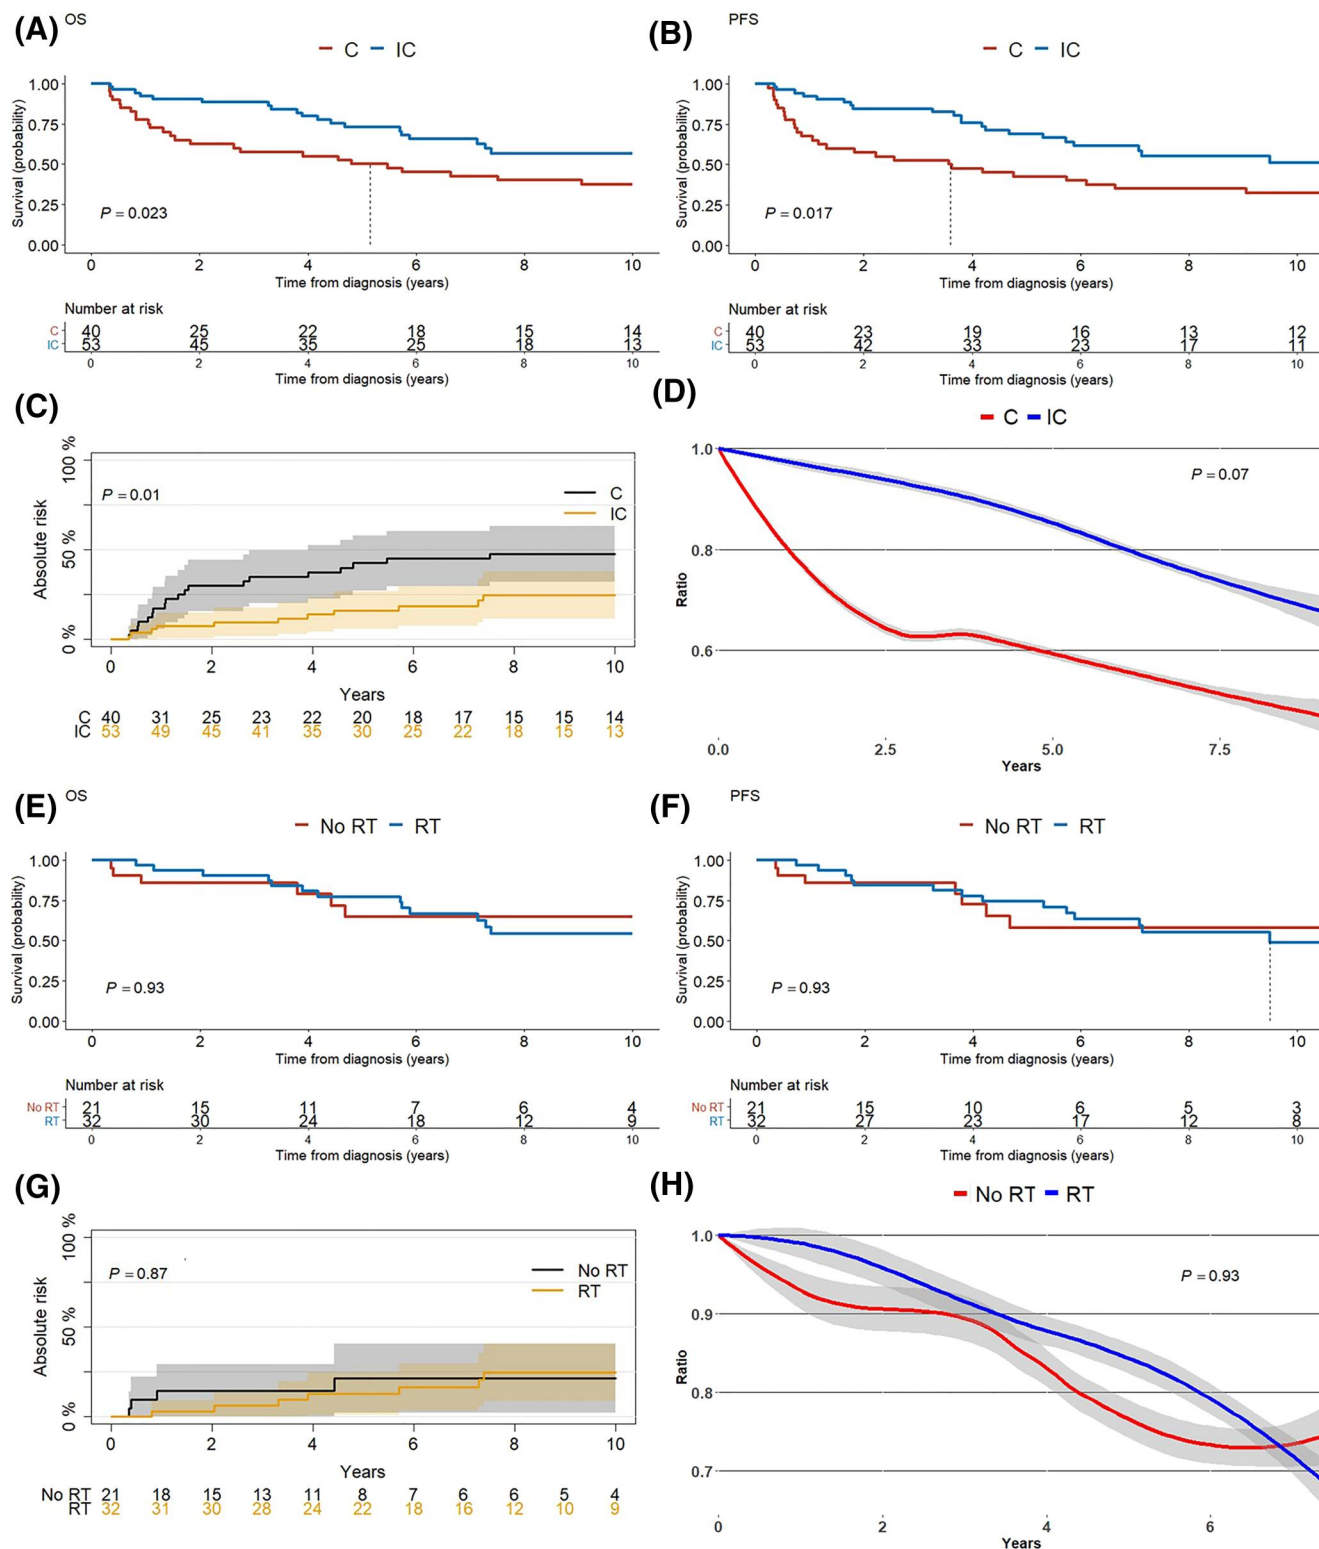 (A) OS
C IC
1.00
0.75
0.50
0.25
0.00
Survival (probability)
P = 0.023
0 2 4 6 8 10
Time from diagnosis (years)
Number at risk
C 40 25 22 18 15 14
IC 53 45 35 25 18 13
0 2 4 6 8 10
Time from diagnosis (years)
(B) PFS
C IC
1.00
0.75
0.50
0.25
0.00
Survival (probability)
P = 0.017
0 2 4 6 8 10
Time from diagnosis (years)
Number at risk
C 40 23 19 16 13 12
IC 53 42 33 23 17 11
0 2 4 6 8 10
Time from diagnosis (years)
(C)
100 %
50 %
0 %
Absolute risk
P = 0.01
C
IC
0 2 4 6 8 10
Years
C 40 31 25 23 22 20 18 17 15 15 14
IC 53 49 45 41 35 30 25 22 18 15 13
(D)
C IC
1.0
0.8
0.6
Ratio
P = 0.07
0.0 2.5 5.0 7.5
Years
(E) OS
No RT RT
1.00
0.75
0.50
0.25
0.00
Survival (probability)
P = 0.93
0 2 4 6 8 10
Time from diagnosis (years)
Number at risk
No RT 21 15 11 7 6 4
RT 32 30 24 18 12 9
0 2 4 6 8 10
Time from diagnosis (years)
(F) PFS
No RT RT
1.00
0.75
0.50
0.25
0.00
Survival (probability)
P = 0.93
0 2 4 6 8 10
Time from diagnosis (years)
Number at risk
No RT 21 15 10 6 5 3
RT 32 27 23 17 12 8
0 2 4 6 8 10
Time from diagnosis (years)
(G)
100 %
50 %
0 %
Absolute risk
P = 0.87
No RT
RT
0 2 4 6 8 10
Years
No RT 21 18 15 13 11 8 7 6 6 5 4
RT 32 31 30 28 24 22 18 16 12 10 9
(H)
No RT RT
1.0
0.9
0.8
0.7
Ratio
P = 0.93
0 2 4 6
Years